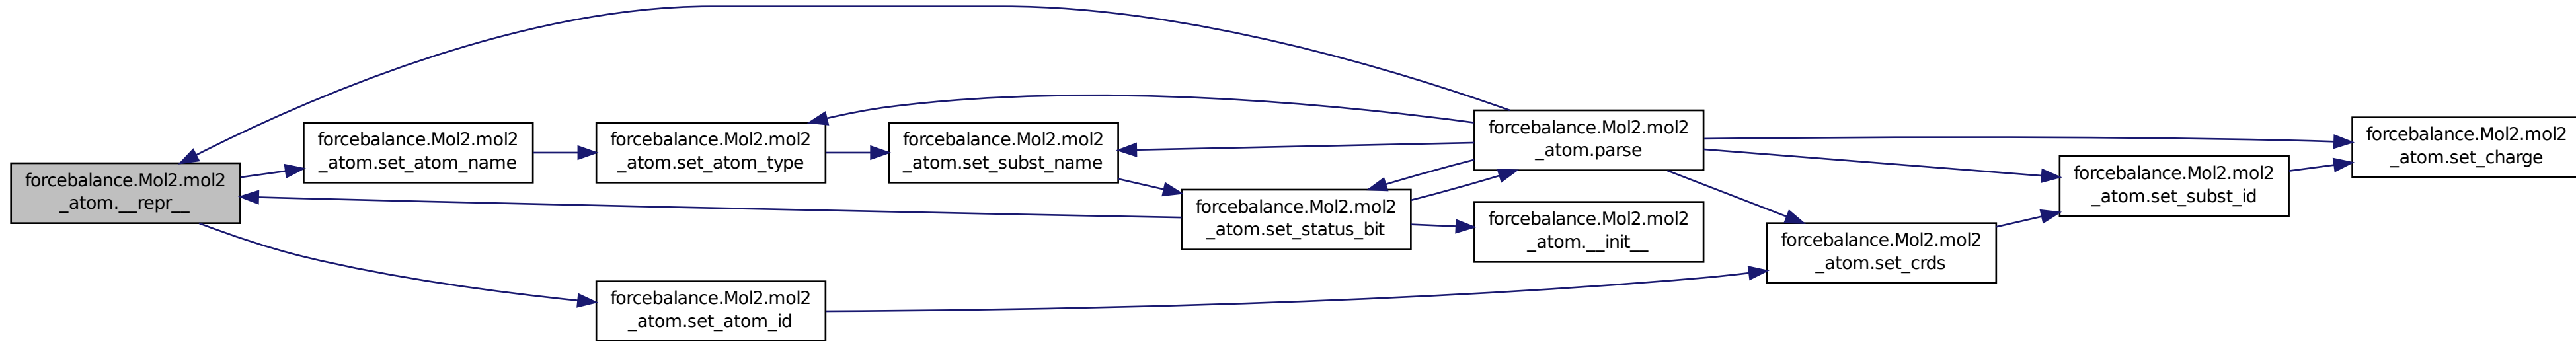 forcebalance.Mol2.mol2
_atom.__repr__
forcebalance.Mol2.mol2
_atom.set_atom_name
forcebalance.Mol2.mol2
_atom.set_atom_type
forcebalance.Mol2.mol2
_atom.set_subst_name
forcebalance.Mol2.mol2
_atom.set_status_bit
forcebalance.Mol2.mol2
_atom.parse
forcebalance.Mol2.mol2
_atom.__init__
forcebalance.Mol2.mol2
_atom.set_crds
forcebalance.Mol2.mol2
_atom.set_subst_id
forcebalance.Mol2.mol2
_atom.set_charge
forcebalance.Mol2.mol2
_atom.set_atom_id